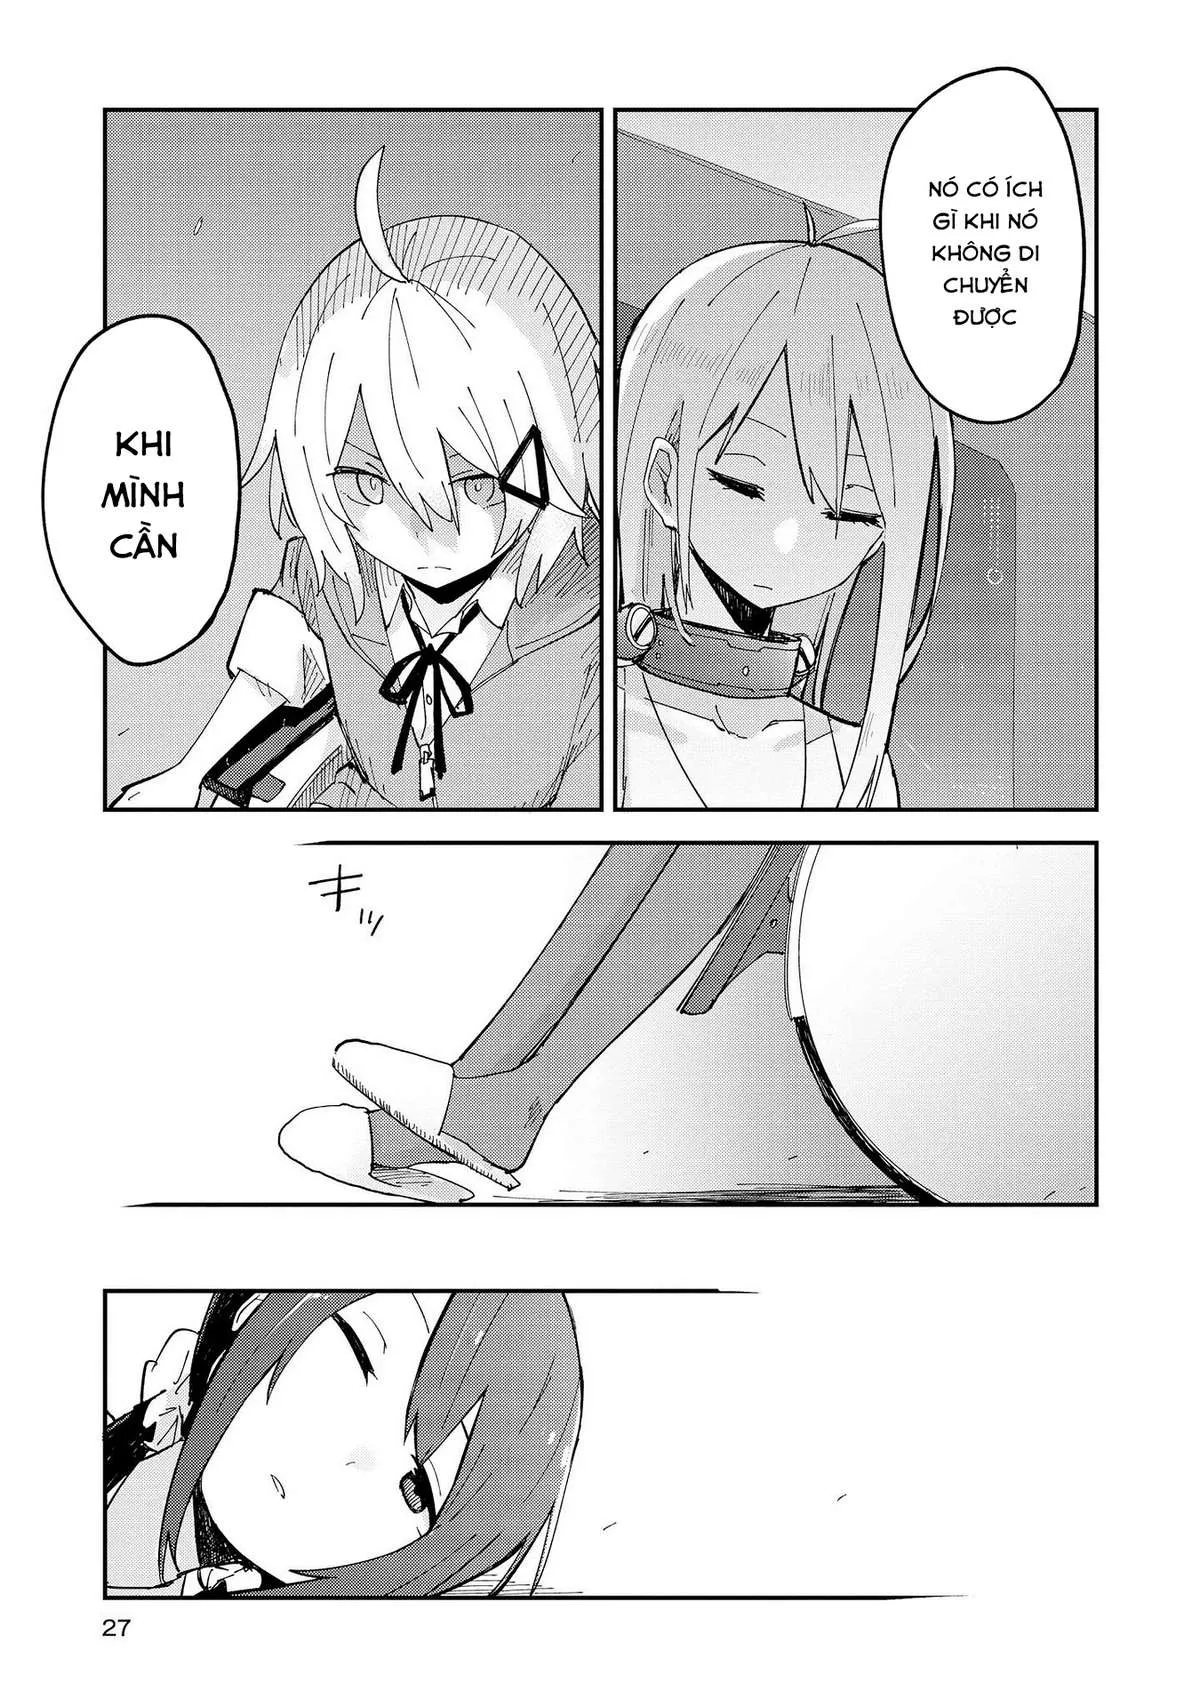 NÓ CÓ ÍCH
GÌ KHI NÓ
KHÔNG DI
CHUYỂN
ĐƯỢC
KHI
MÌNH
CẦN
キッ
27